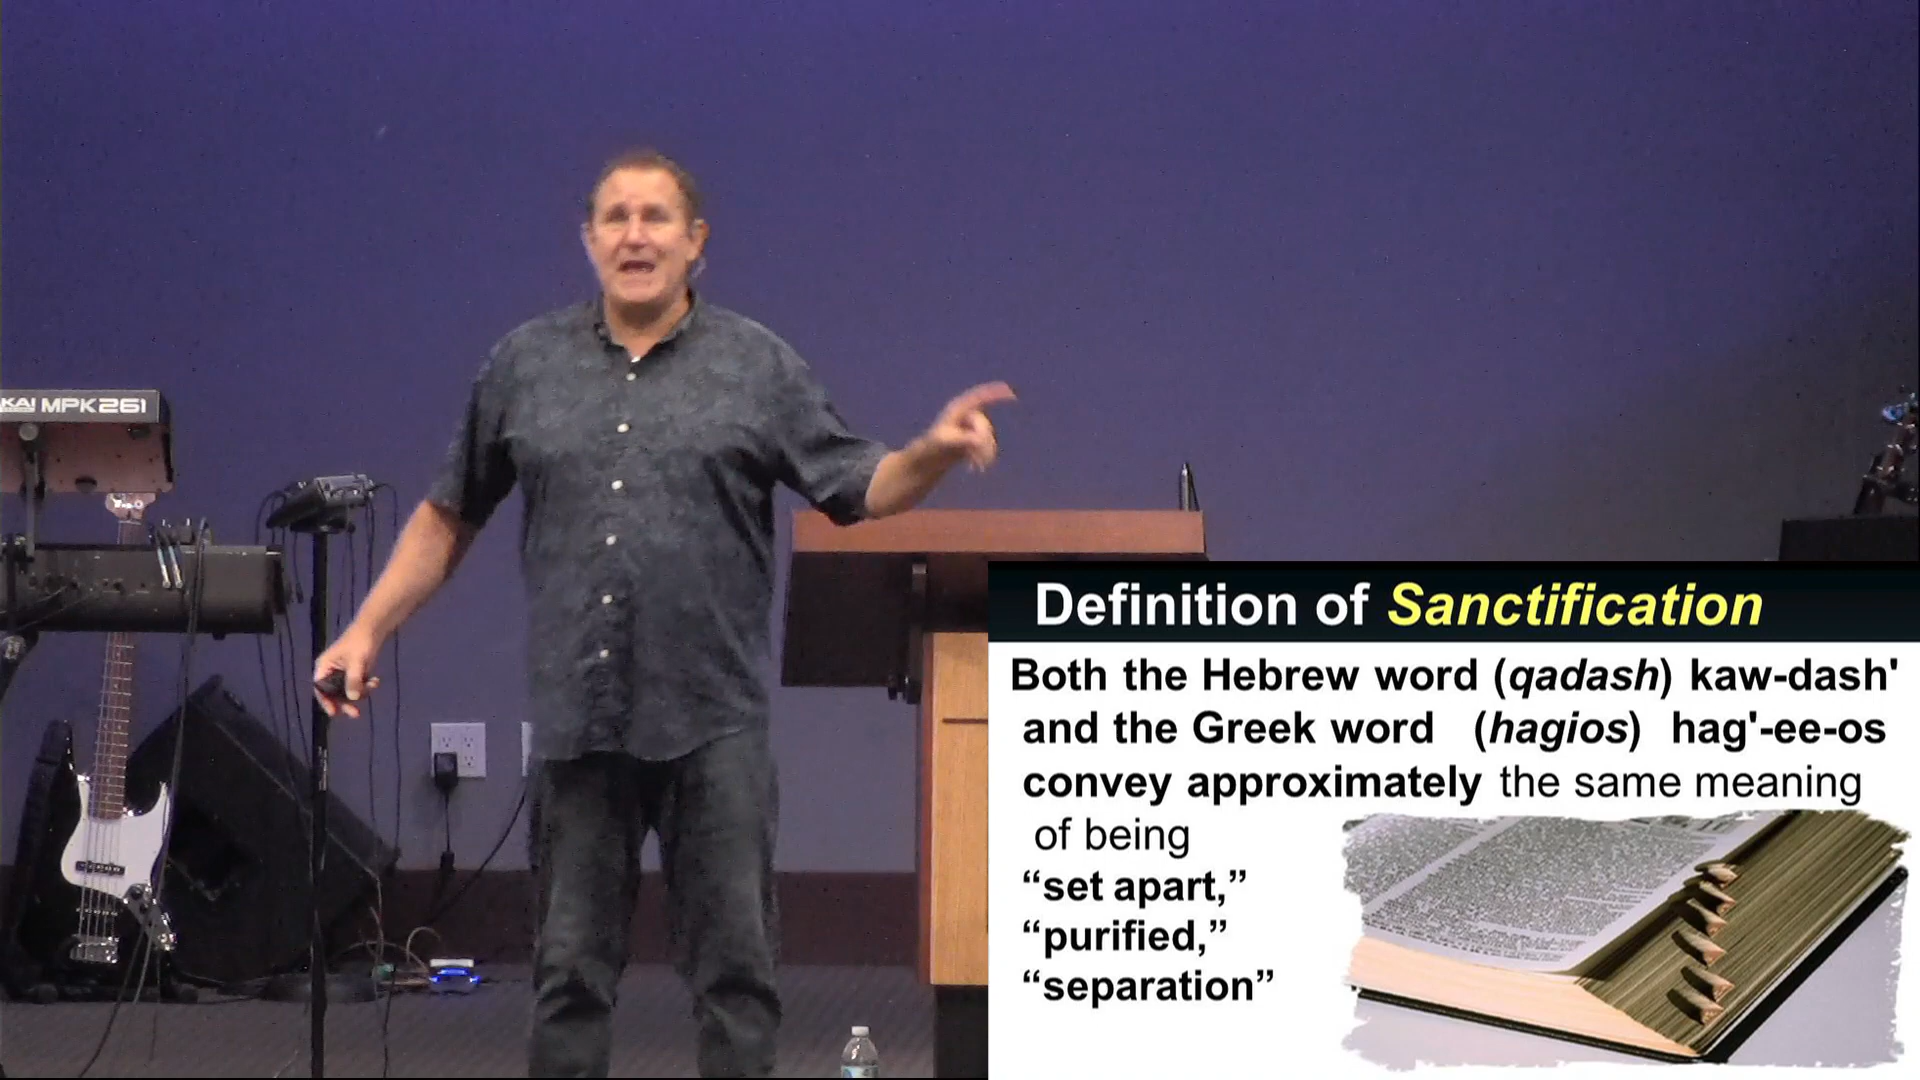 KAI MPK261
Definition of Sanctification
Both the Hebrew word (qadash) kaw-dash'
and the Greek word (hagios) hag'-ee-os
convey approximately the same meaning
of being
“set apart,”
“purified,”
“separation”